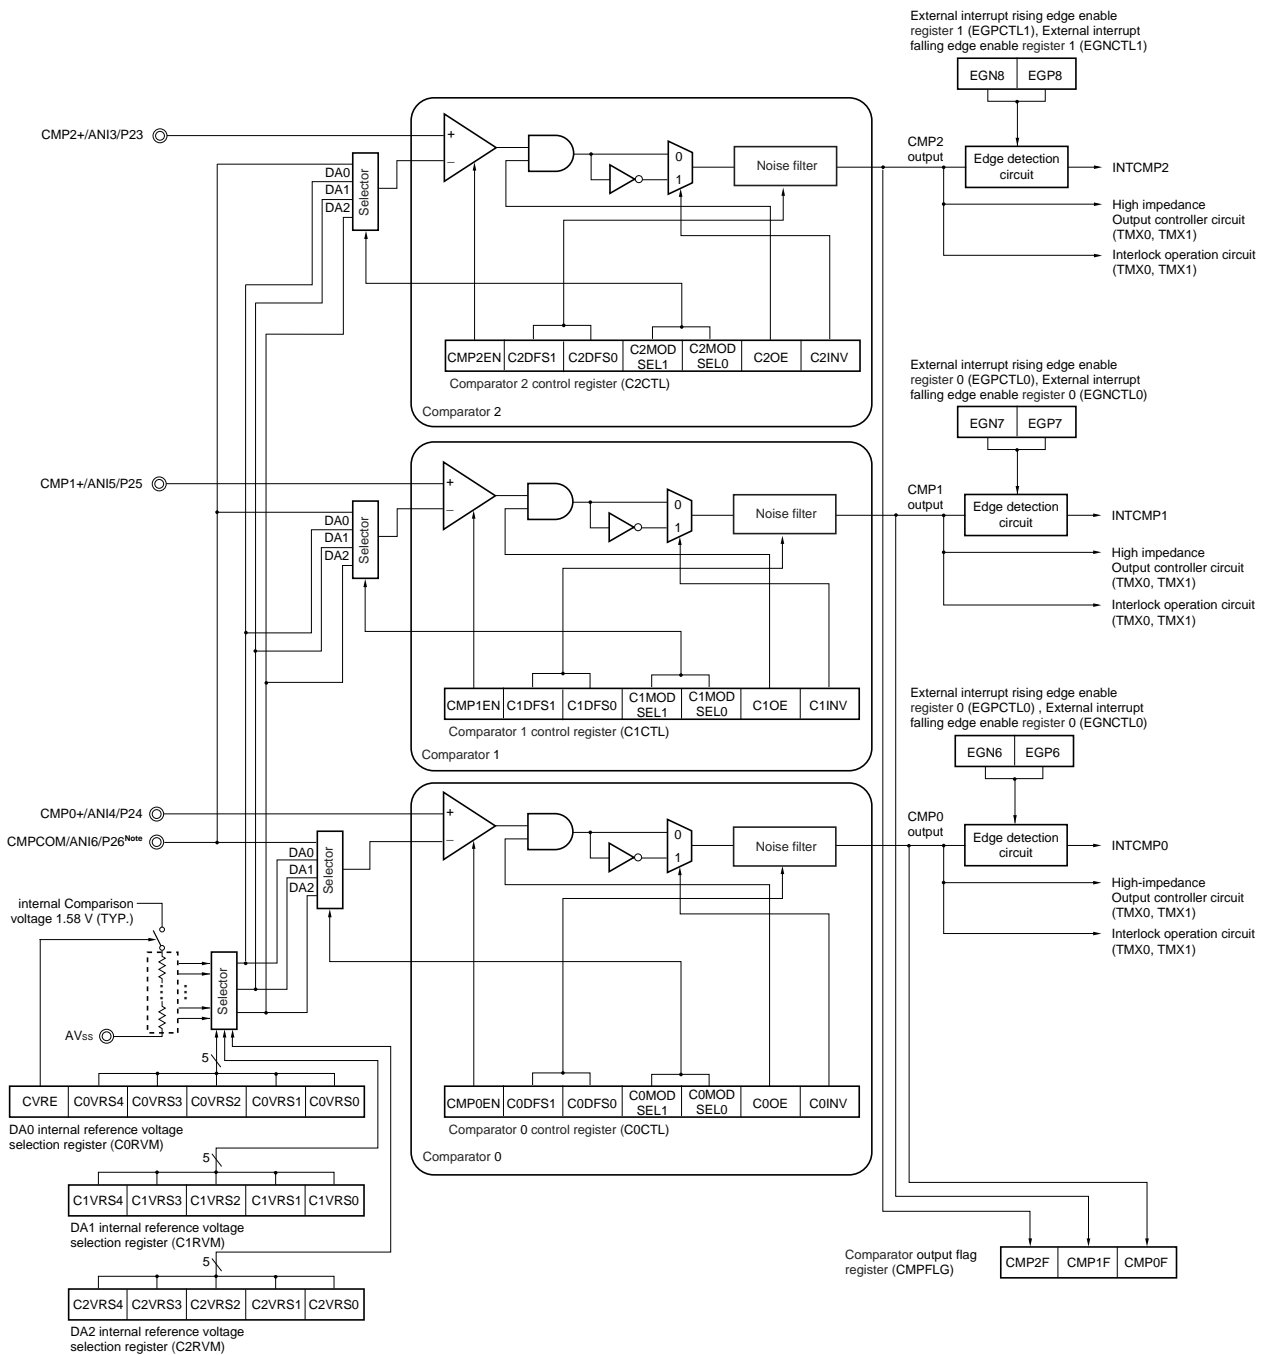 External interrupt rising edge enable
register 1 (EGPCTL1), External interrupt
falling edge enable register 1 (EGNCTL1)
EGN8 EGP8
CMP2+/ANI3/P23
+
−
DA0
DA1
DA2
Selector
0
1
Noise filter
CMP2
output
Edge detection
circuit
INTCMP2
High impedance
Output controller circuit
(TMX0, TMX1)
Interlock operation circuit
(TMX0, TMX1)
CMP2EN C2DFS1 C2DFS0 C2MOD SEL1 C2MOD SEL0 C2OE C2INV
Comparator 2 control register (C2CTL)
Comparator 2
External interrupt rising edge enable
register 0 (EGPCTL0), External interrupt
falling edge enable register 0 (EGNCTL0)
EGN7 EGP7
CMP1+/ANI5/P25
+
−
DA0
DA1
DA2
Selector
0
1
Noise filter
CMP1
output
Edge detection
circuit
INTCMP1
High impedance
Output controller circuit
(TMX0, TMX1)
Interlock operation circuit
(TMX0, TMX1)
CMP1EN C1DFS1 C1DFS0 C1MOD SEL1 C1MOD SEL0 C1OE C1INV
Comparator 1 control register (C1CTL)
Comparator 1
External interrupt rising edge enable
register 0 (EGPCTL0) , External interrupt
falling edge enable register 0 (EGNCTL0)
EGN6 EGP6
CMP0+/ANI4/P24
CMPCOM/ANI6/P26Note
+
−
DA0
DA1
DA2
Selector
0
1
Noise filter
CMP0
output
Edge detection
circuit
INTCMP0
High-impedance
Output controller circuit
(TMX0, TMX1)
Interlock operation circuit
(TMX0, TMX1)
internal Comparison
voltage 1.58 V (TYP.)
Selector
AVSS
5
CVRE C0VRS4 C0VRS3 C0VRS2 C0VRS1 C0VRS0
DA0 internal reference voltage
selection register (C0RVM)
CMP0EN C0DFS1 C0DFS0 C0MOD SEL1 C0MOD SEL0 C0OE C0INV
Comparator 0 control register (C0CTL)
Comparator 0
5
C1VRS4 C1VRS3 C1VRS2 C1VRS1 C1VRS0
DA1 internal reference voltage
selection register (C1RVM)
5
C2VRS4 C2VRS3 C2VRS2 C2VRS1 C2VRS0
DA2 internal reference voltage
selection register (C2RVM)
Comparator output flag
register (CMPFLG)
CMP2F CMP1F CMP0F